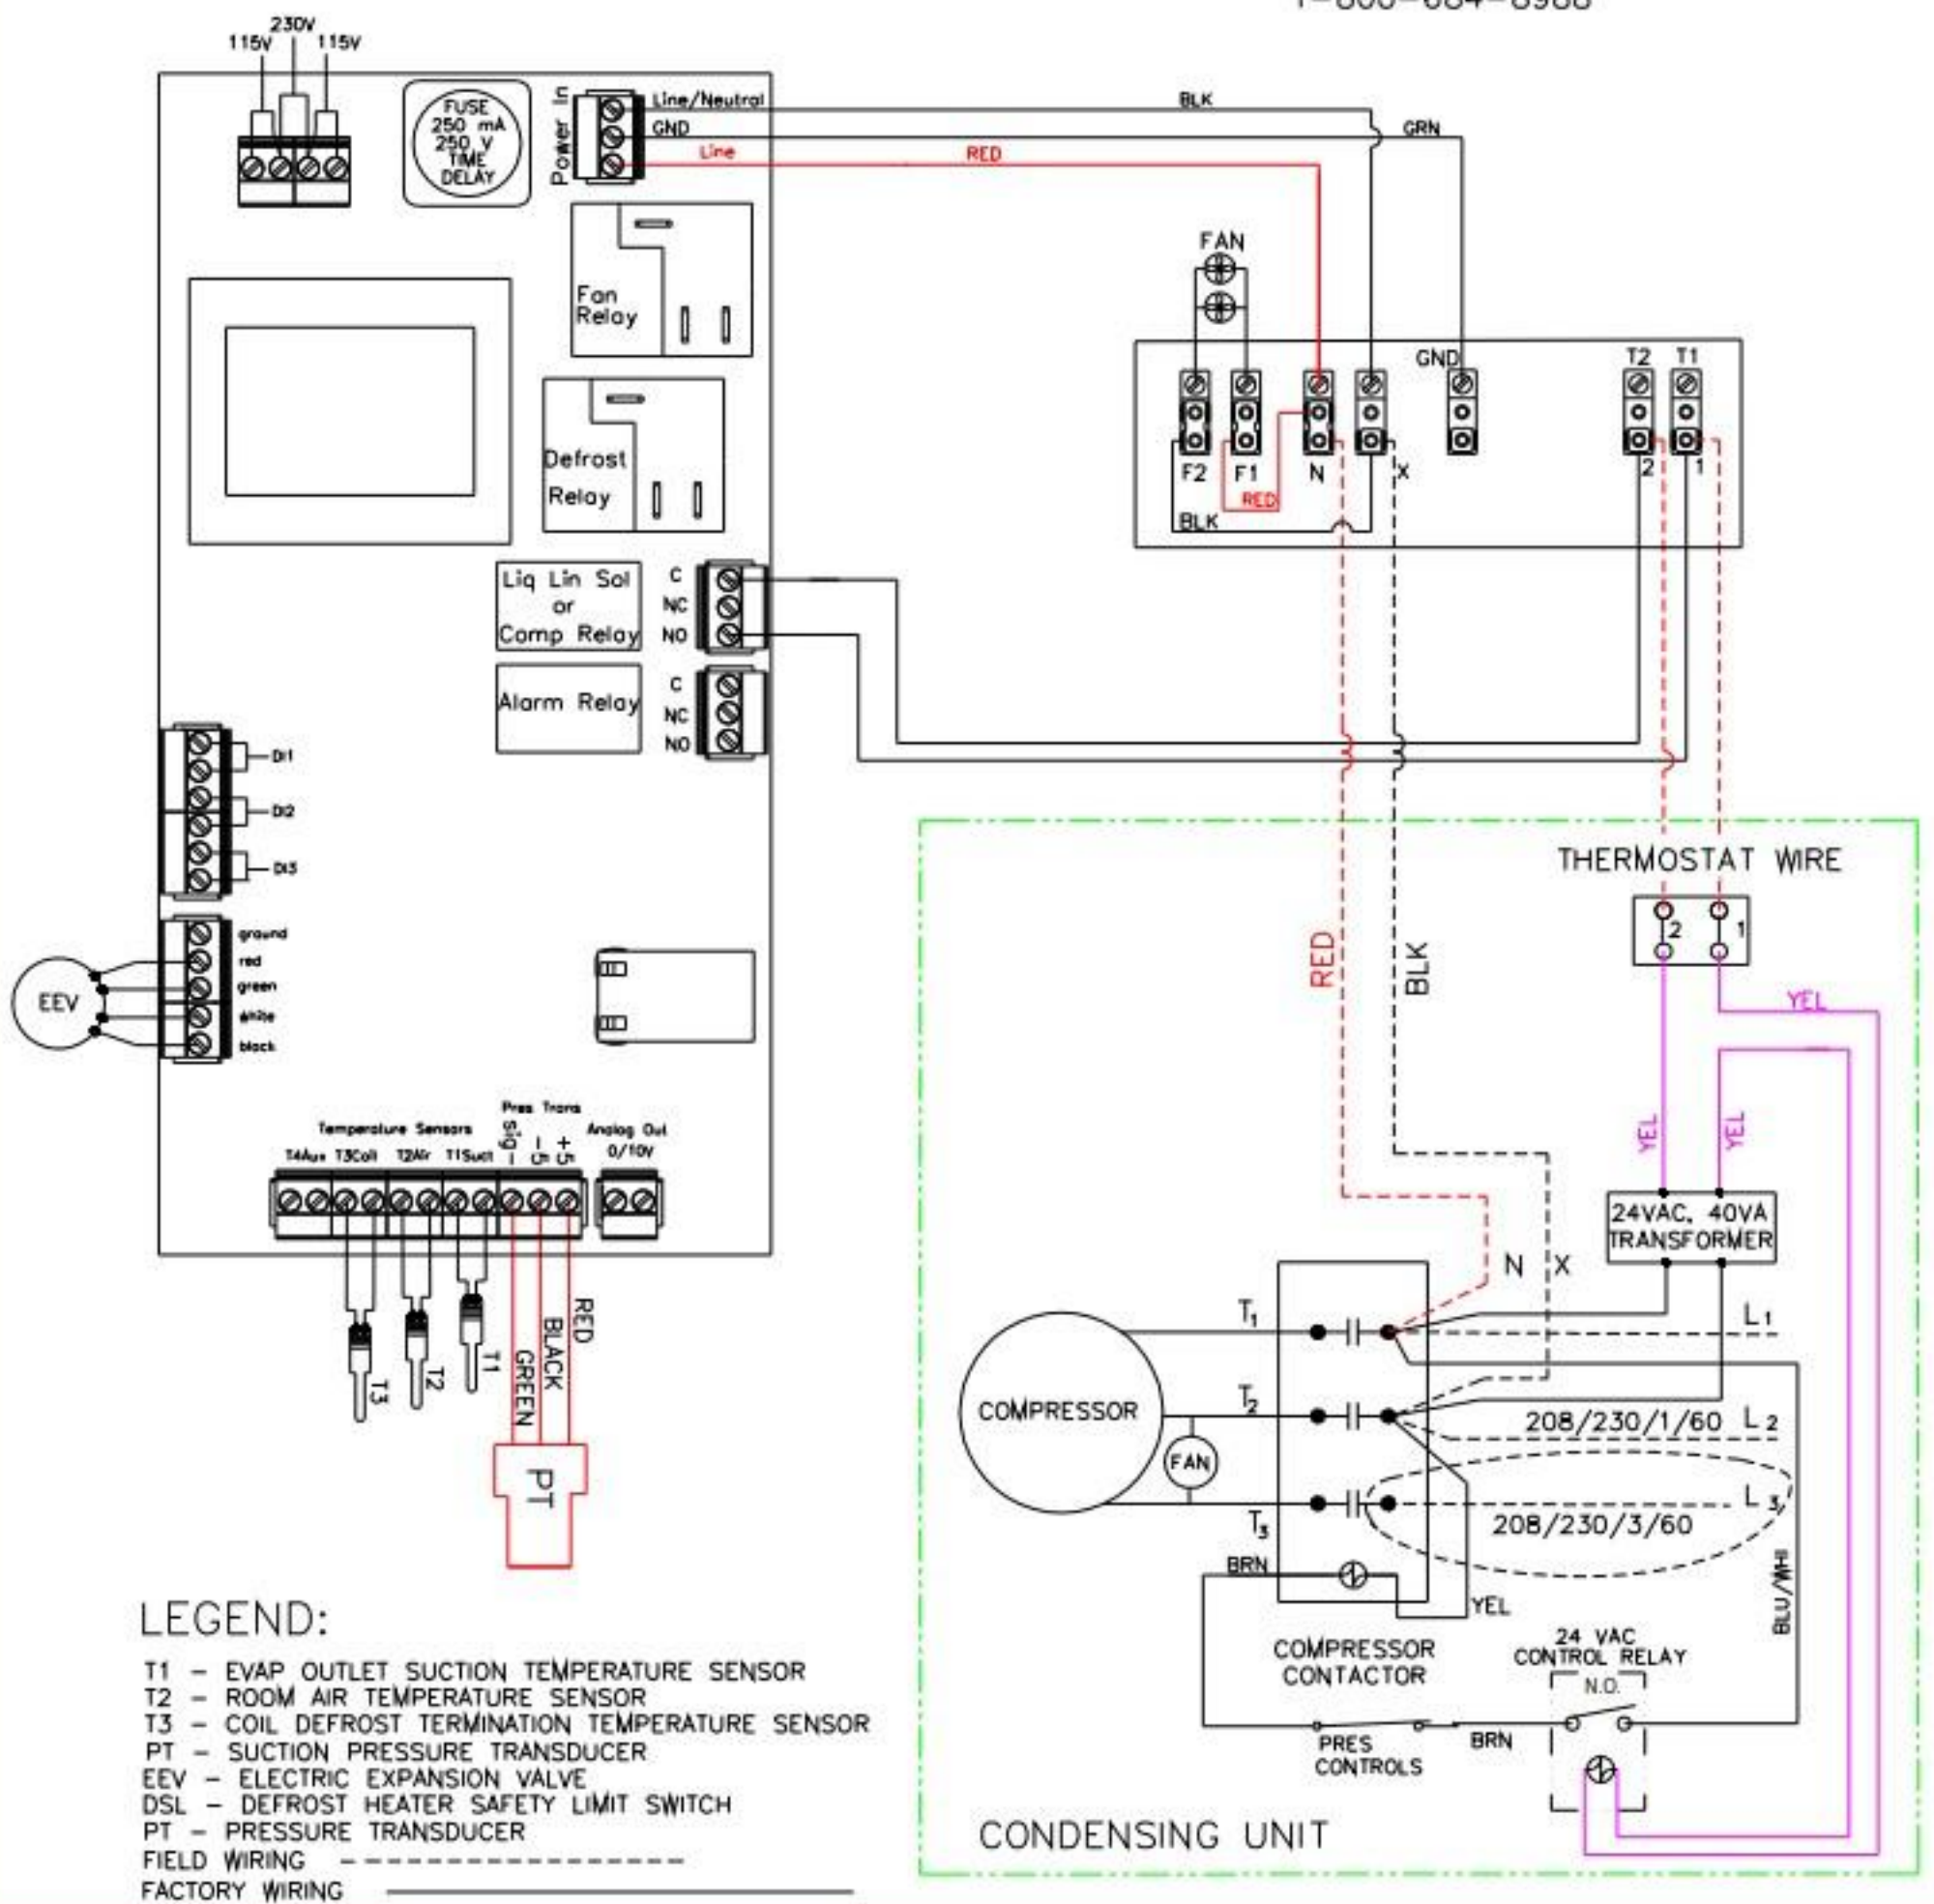 230V
115V
115V
FUSE
250 mA
250 V
TIME
DELAY
Power In
Line/Neutral
GND
Line
BLK
GRN
RED
FAN
Fan
Relay
Defrost
Relay
GND
T2
T1
F2
F1
N
X
2
1
RED
BLK
Liq Lin Sol
or
Comp Relay
C
NC
NO
Alarm Relay
C
NC
NO
DI1
DI2
DI3
ground
red
green
white
black
EEV
THERMOSTAT WIRE
2
1
RED
BLK
YEL
YEL
YEL
Temperature Sensors
Pres Trans
Analog Out
0/10V
T4Aux
T3Coil
T2Air
T1Suct
sig-
-5
+5
24VAC, 40VA
TRANSFORMER
N
X
T3
T2
T1
GREEN
BLACK
RED
PT
COMPRESSOR
FAN
T1
T2
T3
L1
208/230/1/60 L2
L3
208/230/3/60
BRN
YEL
BLU/WHI
COMPRESSOR
CONTACTOR
24 VAC
CONTROL RELAY
N.O.
PRES
CONTROLS
BRN
CONDENSING UNIT
LEGEND:
T1 - EVAP OUTLET SUCTION TEMPERATURE SENSOR
T2 - ROOM AIR TEMPERATURE SENSOR
T3 - COIL DEFROST TERMINATION TEMPERATURE SENSOR
PT - SUCTION PRESSURE TRANSDUCER
EEV - ELECTRIC EXPANSION VALVE
DSL - DEFROST HEATER SAFETY LIMIT SWITCH
PT - PRESSURE TRANSDUCER
FIELD WIRING
FACTORY WIRING